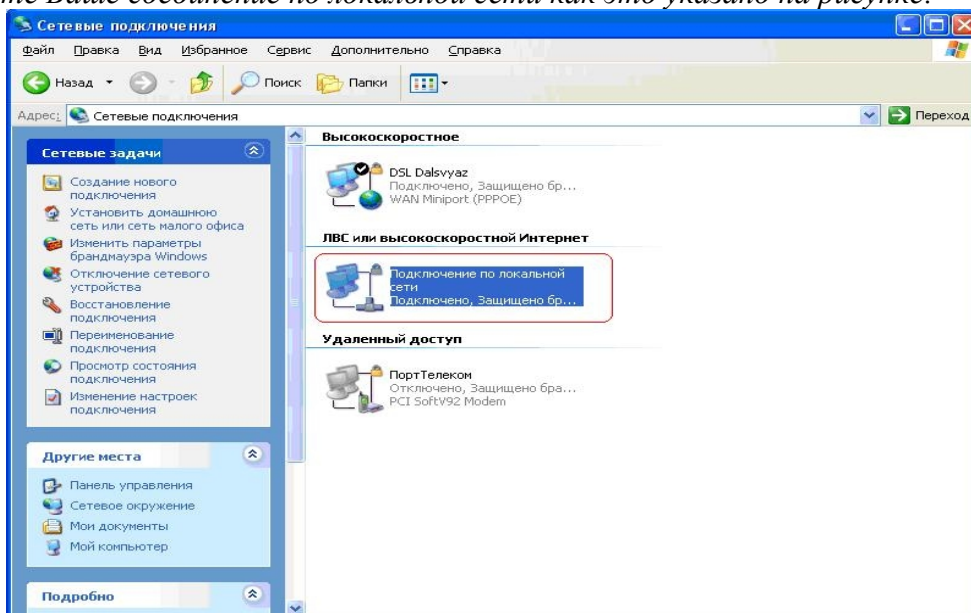 те Ваше соединение по локальной сети как это указано на рисунке.
Сетевые подключения
Файл Правка Вид Избранное Сервис Дополнительно Справка
Назад Поиск Папки
Адрес: Сетевые подключения Переход
Сетевые задачи
Создание нового
подключения
Установить домашнюю
сеть или сеть малого офиса
Изменить параметры
брандмауэра Windows
Отключение сетевого
устройства
Восстановление
подключения
Переименование
подключения
Просмотр состояния
подключения
Изменение настроек
подключения
Другие места
Панель управления
Сетевое окружение
Мои документы
Мой компьютер
Подробно
Высокоскоростное
DSL Dalsvyaz
Подключено, Защищено бр...
WAN Miniport (PPPOE)
ЛВС или высокоскоростной Интернет
Подключение по локальной
сети
Подключено, Защищено бр...
Удаленный доступ
ПортТелеком
Отключено, Защищено бра...
PCI SoftV92 Modem